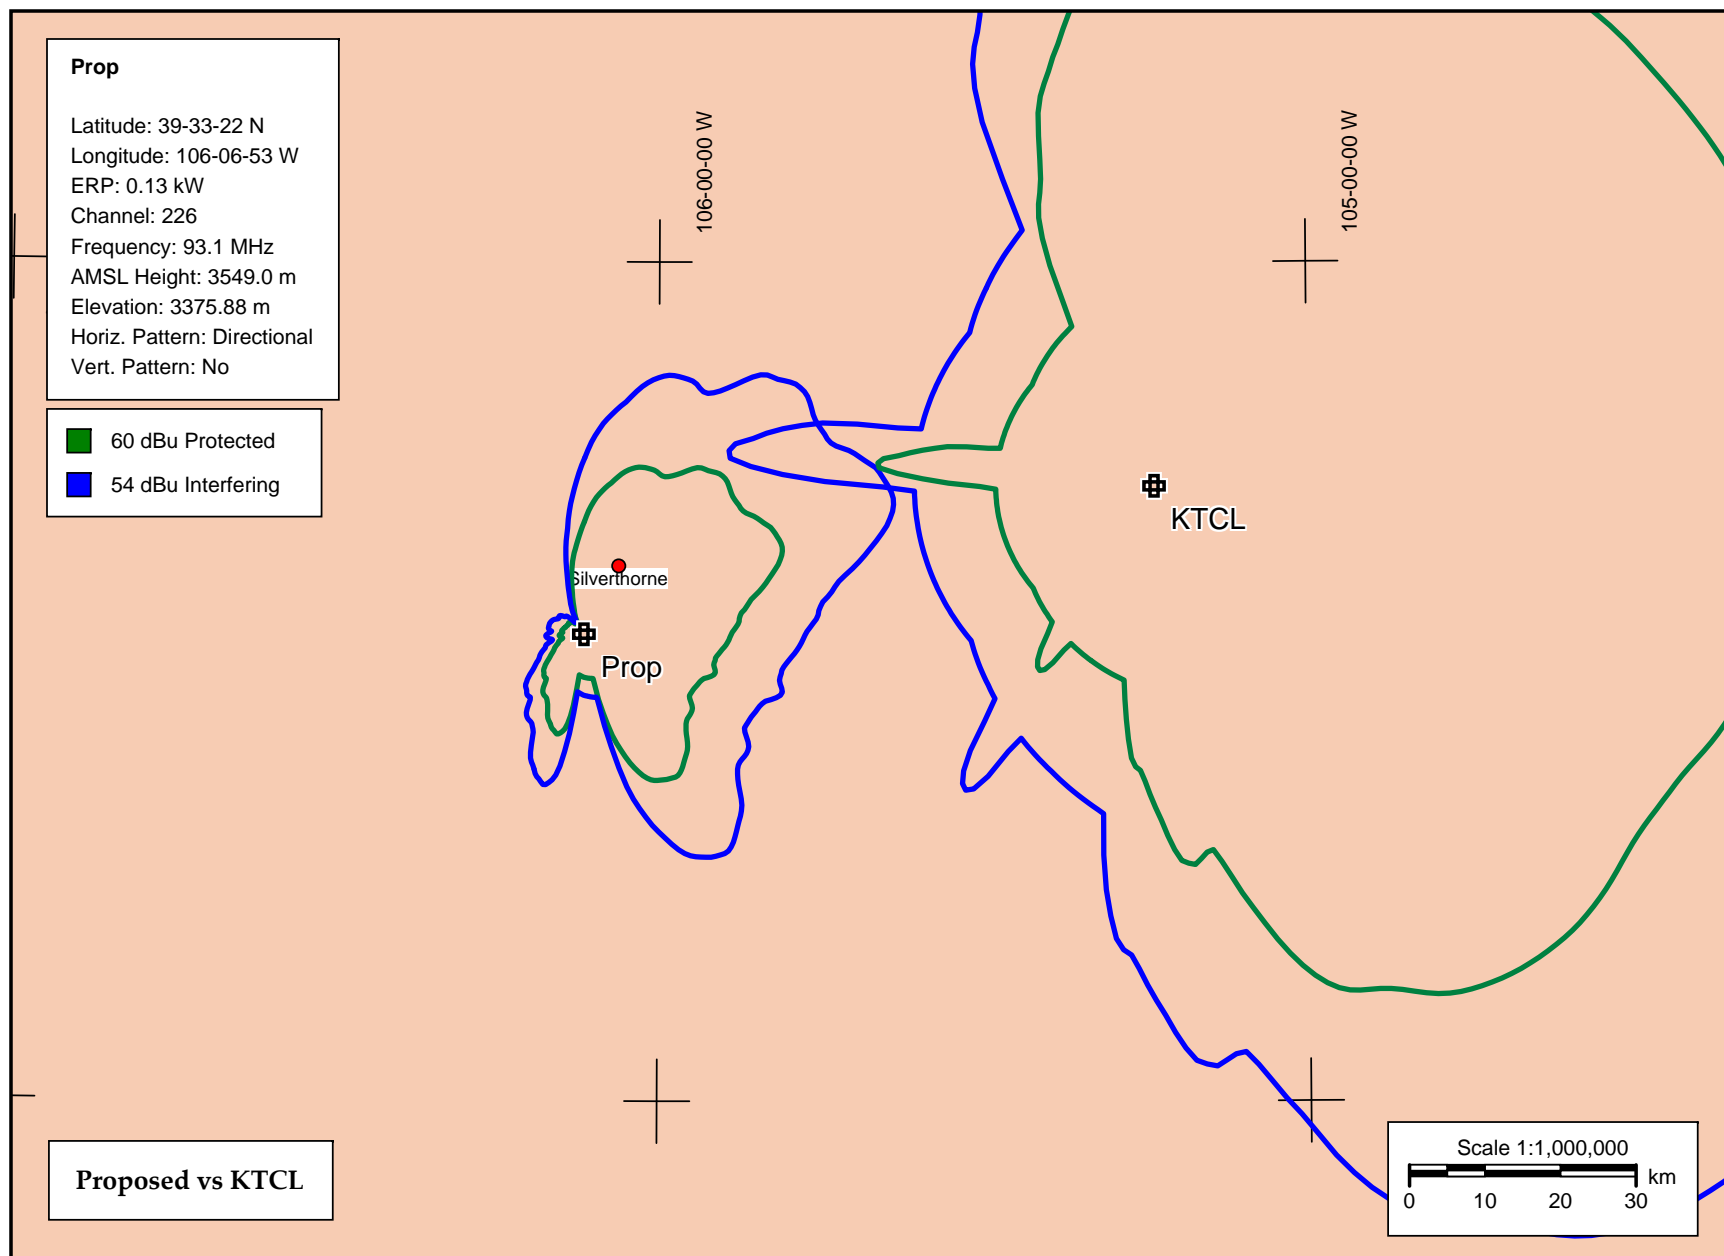 Prop
Latitude: 39-33-22 N
Longitude: 106-06-53 W
ERP: 0.13 kW
Channel: 226
Frequency: 93.1 MHz
AMSL Height: 3549.0 m
Elevation: 3375.88 m
Horiz. Pattern: Directional
Vert. Pattern: No
60 dBu Protected
54 dBu Interfering
106-00-00 W
105-00-00 W
KTCL
Silverthorne
Prop
Proposed vs KTCL
Scale 1:1,000,000
km
0 10 20 30